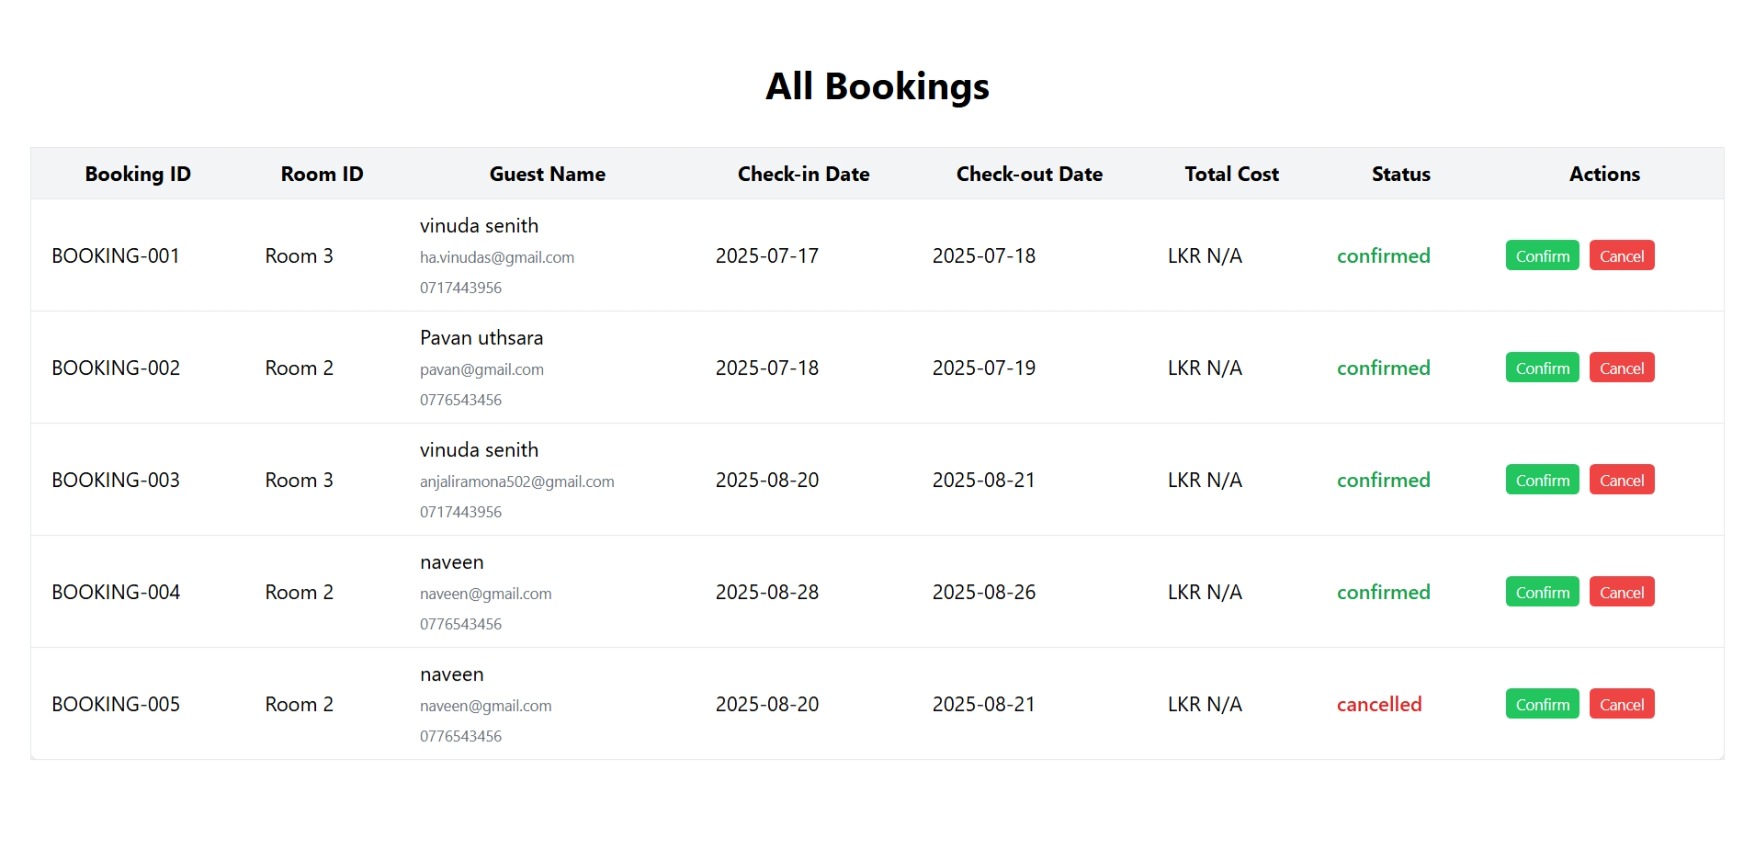 All Bookings
Booking ID Room ID Guest Name Check-in Date Check-out Date Total Cost Status Actions
vinuda senith
BOOKING-001 Room 3 ha.vinudas@gmail.com 2025-07-17 2025-07-18 LKR N/A confirmed Confirm Cancel
0717443956
Pavan uthsara
BOOKING-002 Room 2 pavan@gmail.com 2025-07-18 2025-07-19 LKR N/A confirmed Confirm Cancel
0776543456
vinuda senith
BOOKING-003 Room 3 anjaliramona502@gmail.com 2025-08-20 2025-08-21 LKR N/A confirmed Confirm Cancel
0717443956
naveen
BOOKING-004 Room 2 naveen@gmail.com 2025-08-28 2025-08-26 LKR N/A confirmed Confirm Cancel
0776543456
naveen
BOOKING-005 Room 2 naveen@gmail.com 2025-08-20 2025-08-21 LKR N/A cancelled Confirm Cancel
0776543456